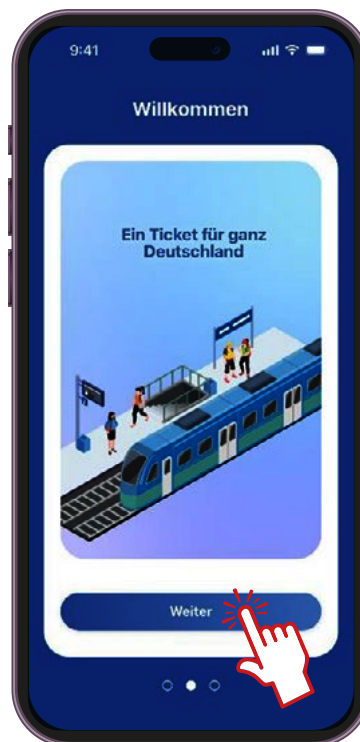 9:41
Willkommen
Ein Ticket für ganz
Deutschland
Weiter